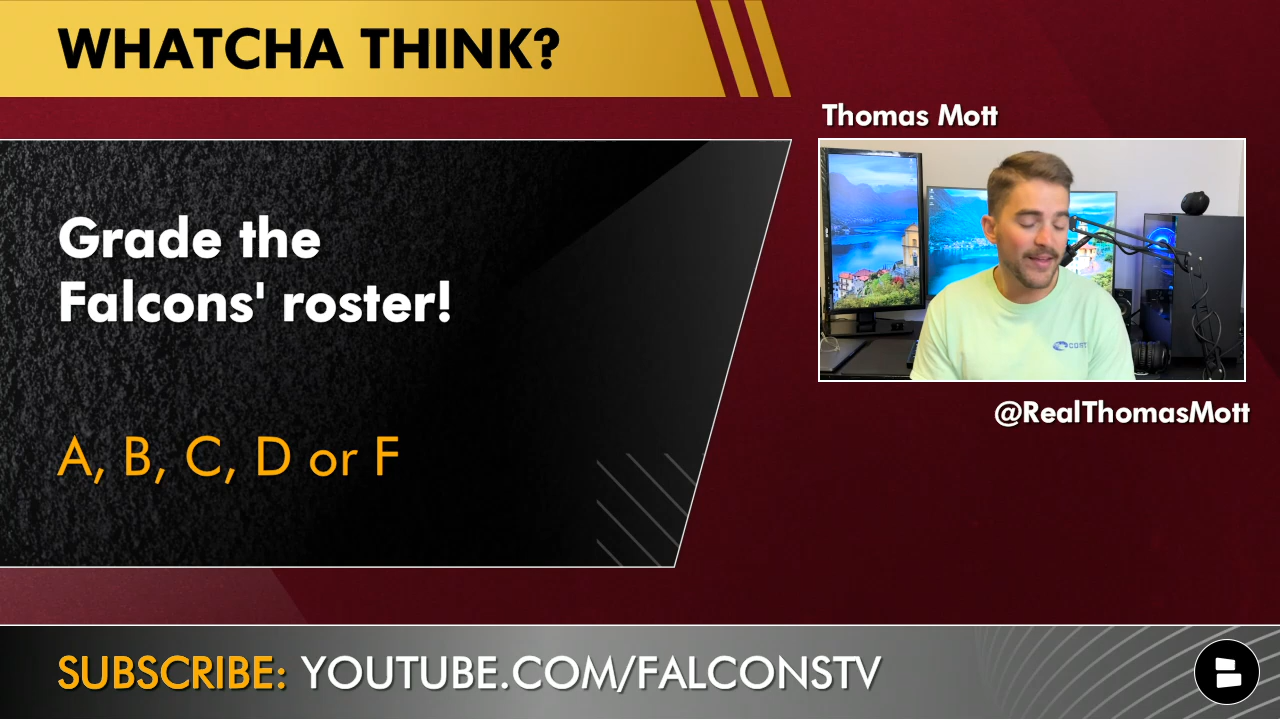 WHATCHA THINK?
Thomas Mott
Grade the
Falcons' roster!
@RealThomasMott
A, B, C, D or F
SUBSCRIBE: YOUTUBE.COM/FALCONSTV